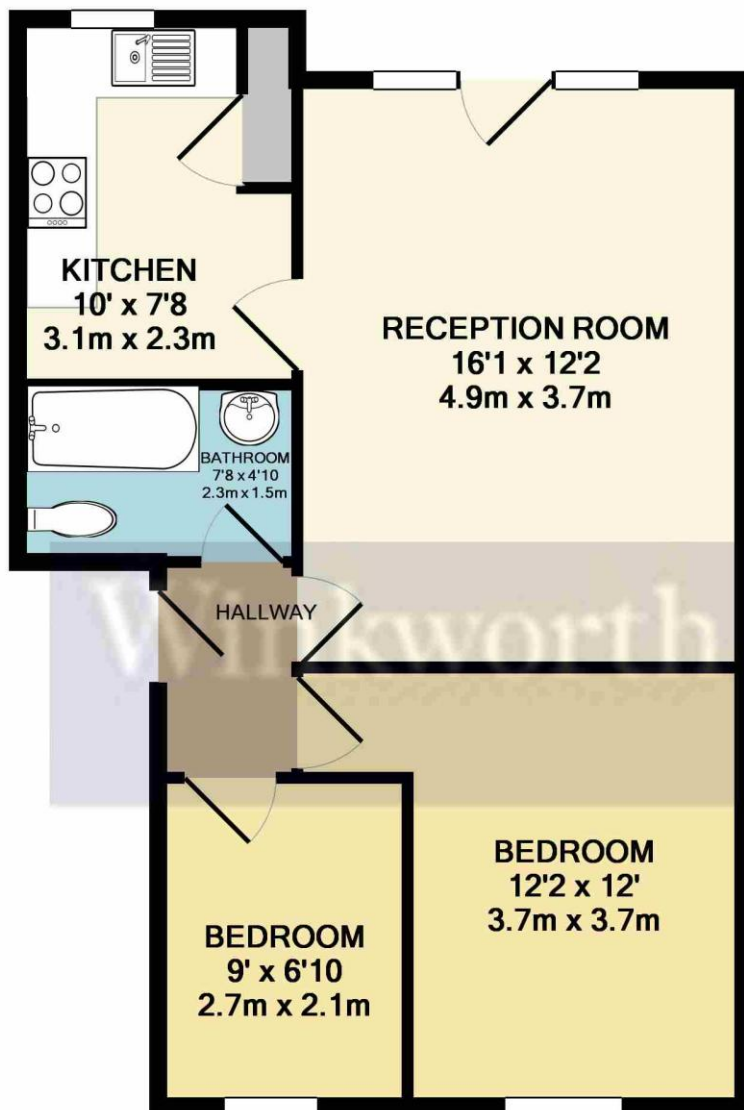 KITCHEN
10' x 7'8
3.1m x 2.3m
RECEPTION ROOM
16'1 x 12'2
4.9m x 3.7m
BATHROOM
7'8 x 4'10
2.3m x 1.5m
HALLWAY
Winkworth
BEDROOM
12'2 x 12'
3.7m x 3.7m
BEDROOM
9' x 6'10
2.7m x 2.1m